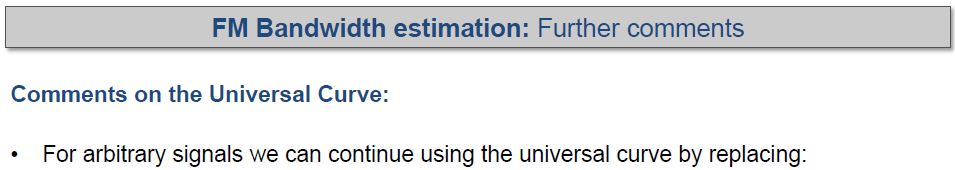 FM Bandwidth estimation: Further comments
Comments on the Universal Curve:
• For arbitrary signals we can continue using the universal curve by replacing: